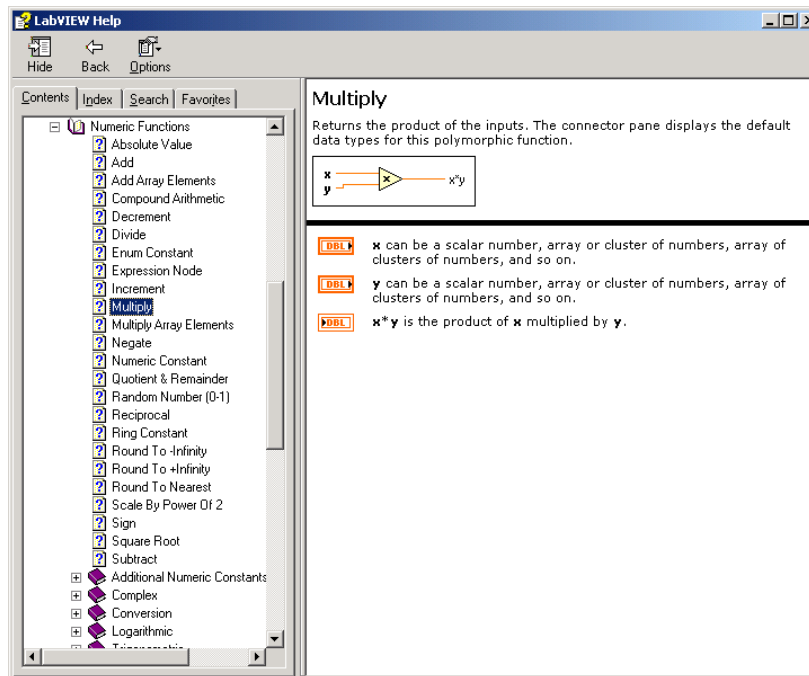 LabVIEW Help
Hide Back Options
Contents Index Search Favorites
Numeric Functions
Absolute Value
Add
Add Array Elements
Compound Arithmetic
Decrement
Divide
Enum Constant
Expression Node
Increment
Multiply
Multiply Array Elements
Negate
Numeric Constant
Quotient & Remainder
Random Number (0-1)
Reciprocal
Ring Constant
Round To -Infinity
Round To +Infinity
Round To Nearest
Scale By Power Of 2
Sign
Square Root
Subtract
Additional Numeric Constants
Complex
Conversion
Logarithmic
Multiply
Returns the product of the inputs. The connector pane displays the default
data types for this polymorphic function.
x
y
x
x*y
DBL x can be a scalar number, array or cluster of numbers, array of
clusters of numbers, and so on.
DBL y can be a scalar number, array or cluster of numbers, array of
clusters of numbers, and so on.
DBL x*y is the product of x multiplied by y.